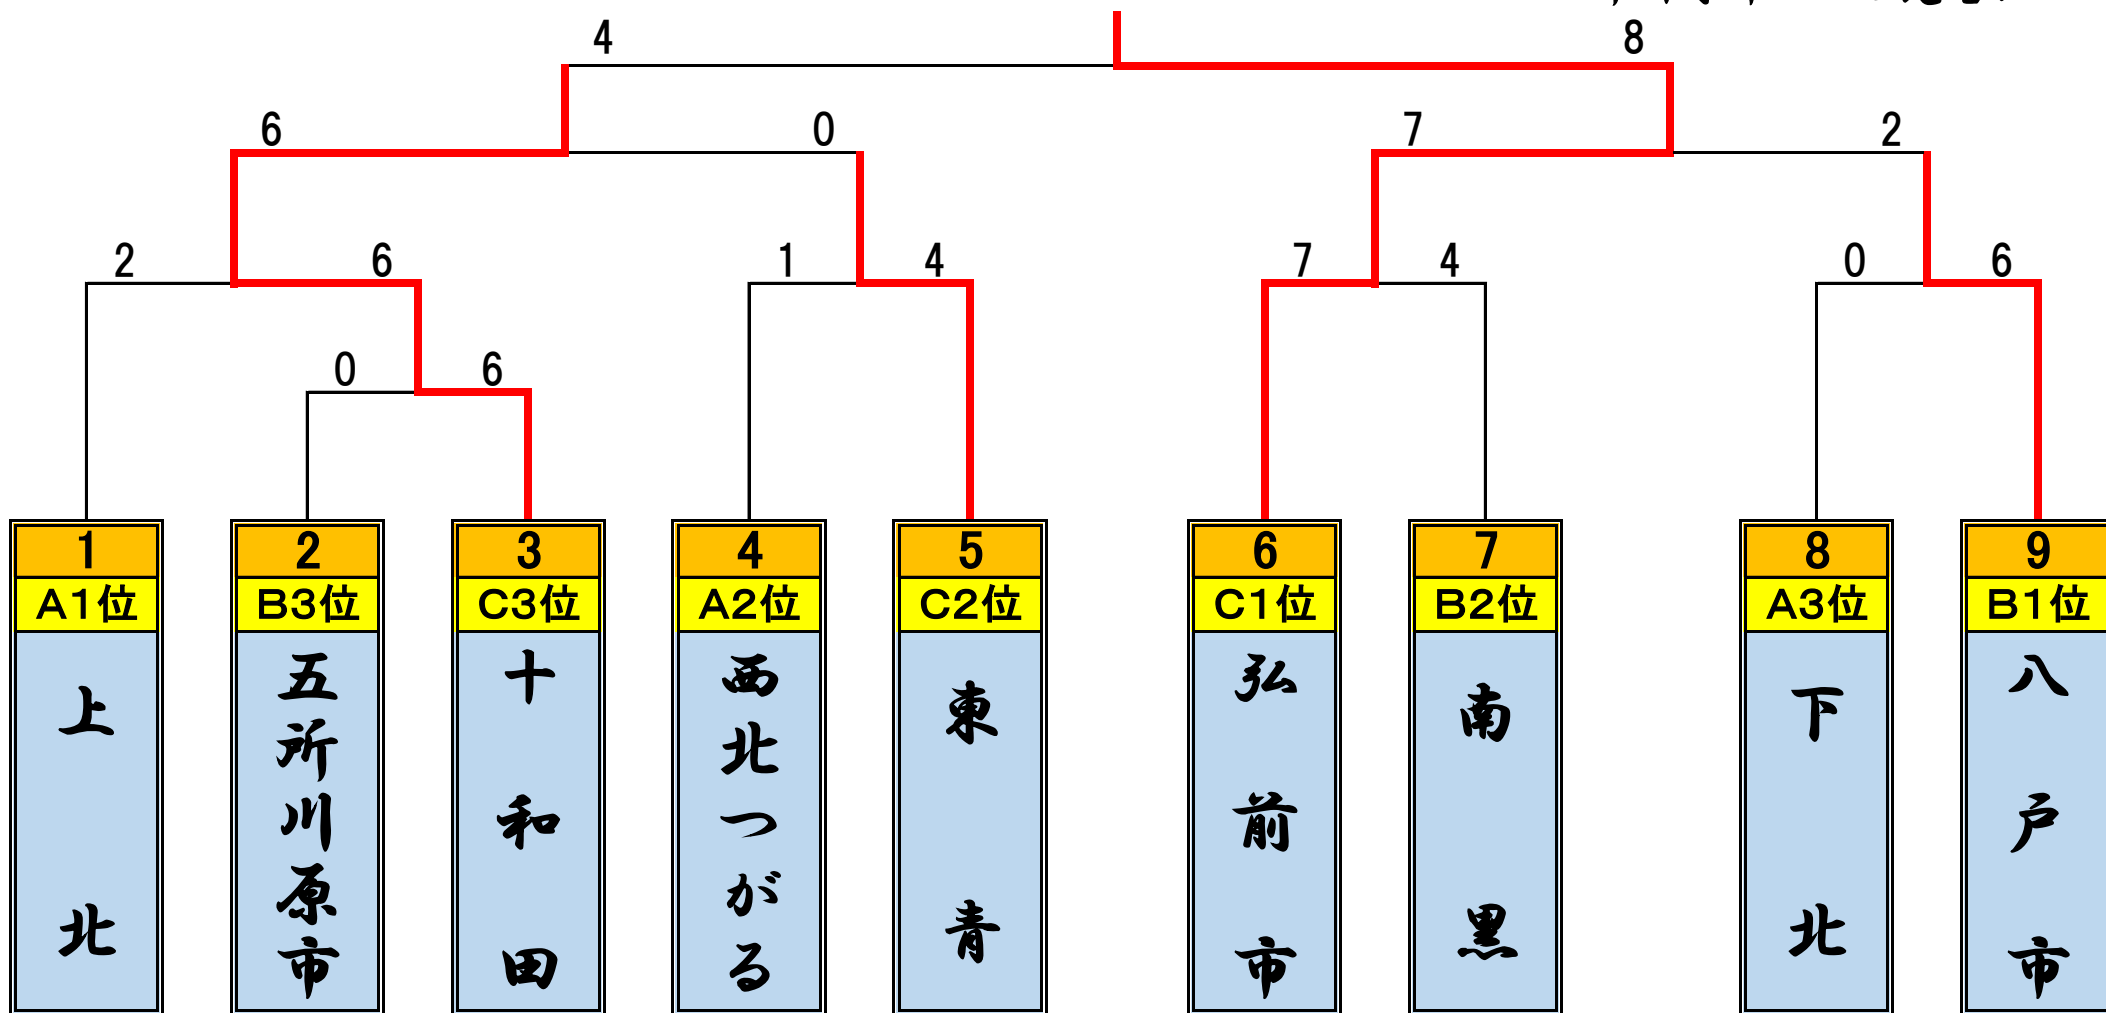 4 8
6 0 7 2
2 6 1 4 7 4 0 6
0 6
1 2 3 4 5 6 7 8 9
A1位 B3位 C3位 A2位 C2位 C1位 B2位 A3位 B1位
上北
五所川原市
十和田
西北つがる
東青
弘前市
南黒
下北
八戸市